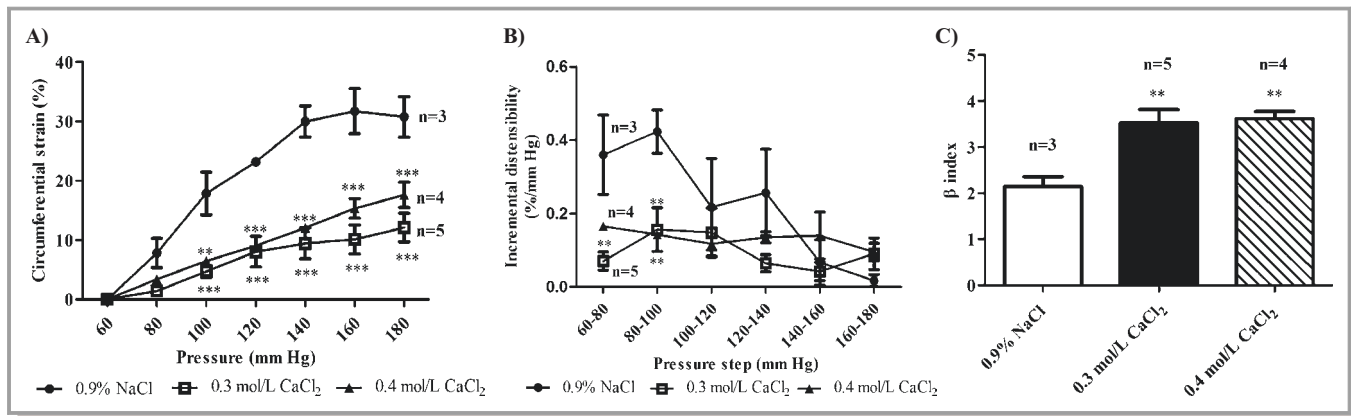 A)
Circumferential strain (%)
40
30
20
10
0
n=3
n=4
n=5
***
***
***
***
**
***
***
***
***
***
60
80
100
120
140
160
180
Pressure (mm Hg)
0.9% NaCl
0.3 mol/L CaCl₂
0.4 mol/L CaCl₂
B)
Incremental distensibility
(%/mm Hg)
0.6
0.4
0.2
0.0
n=3
n=4
n=5
**
**
**
60-80
80-100
100-120
120-140
140-160
160-180
Pressure step (mm Hg)
0.9% NaCl
0.3 mol/L CaCl₂
0.4 mol/L CaCl₂
C)
β index
5
4
3
2
1
0
n=3
n=5
**
n=4
**
0.9% NaCl
0.3 mol/L CaCl₂
0.4 mol/L CaCl₂